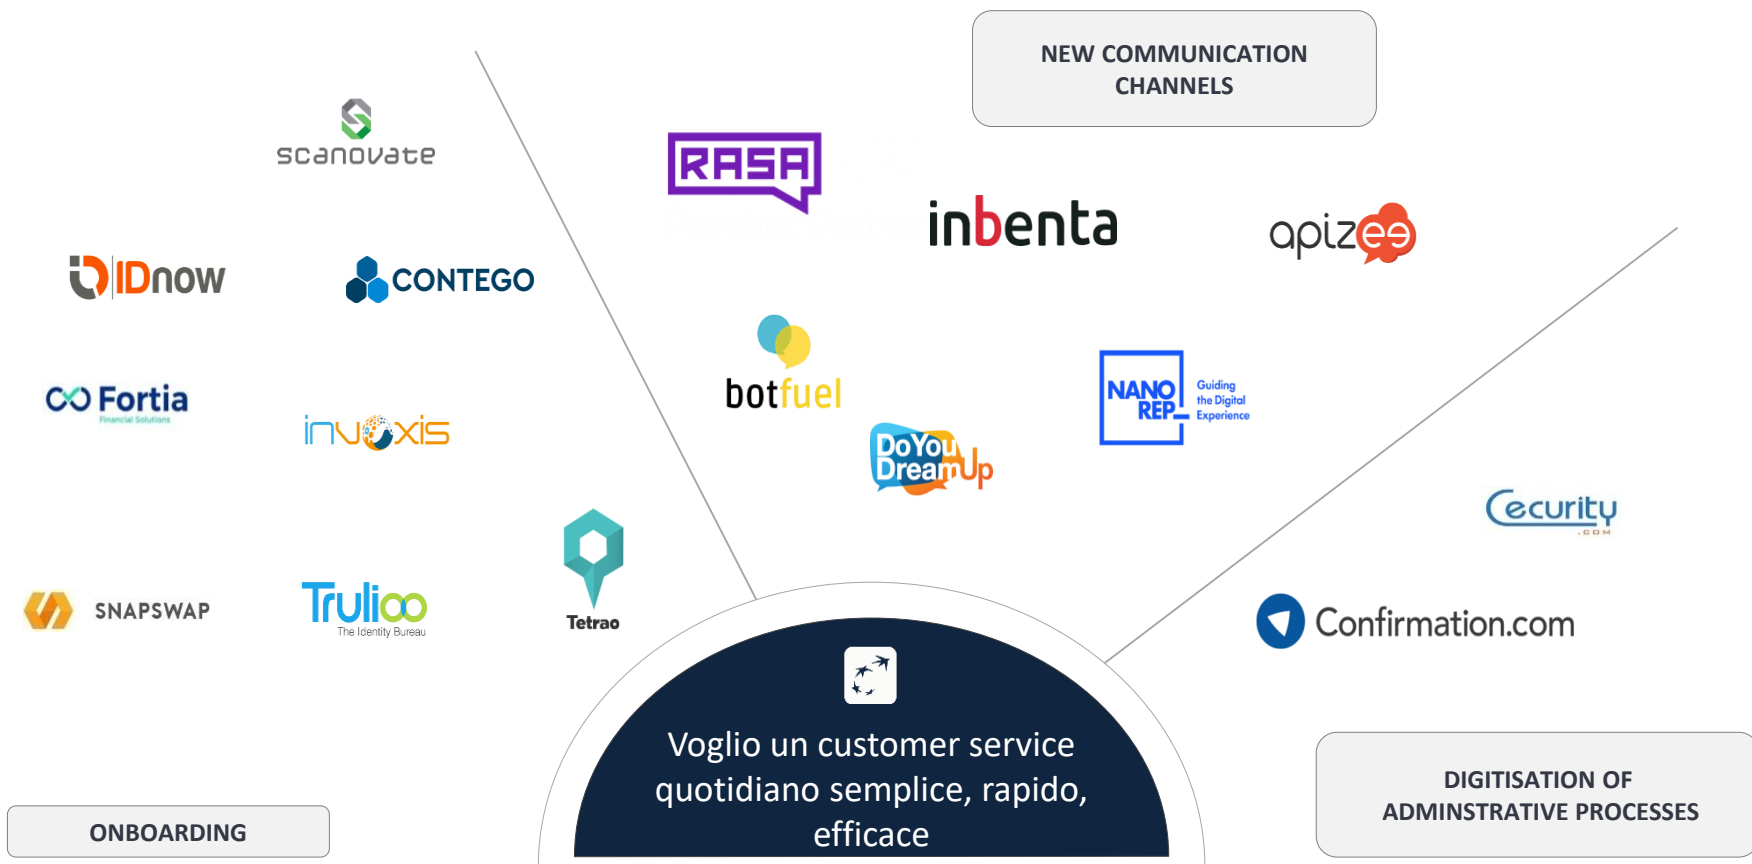 NEW COMMUNICATION
CHANNELS
scanovate
RASA
inbenta
apizee
IDnow
CONTEGO
botfuel
Fortia
Financial Solutions
invoxis
NANO
REP_
Guiding
the Digital
Experience
DoYou
DreamUp
Cecurity
.COM
SNAPSWAP
Trulioo
The Identity Bureau
Tetrao
Confirmation.com
Voglio un customer service
quotidiano semplice, rapido,
efficace
ONBOARDING
DIGITISATION OF
ADMINSTRATIVE PROCESSES